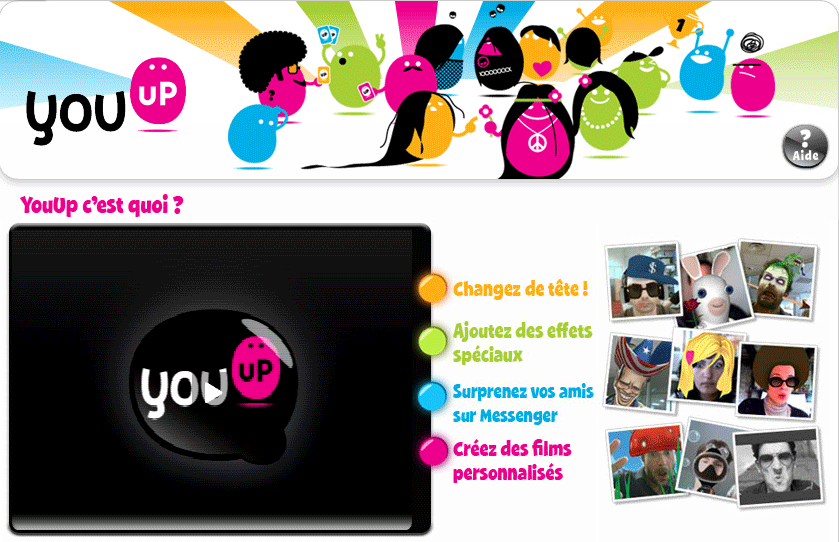 YOU UP
1
?
Aide
YouUp c'est quoi ?
YOU UP
Changez de tête !
Ajoutez des effets
spéciaux
Surprenez vos amis
sur Messenger
Créez des films
personnalisés